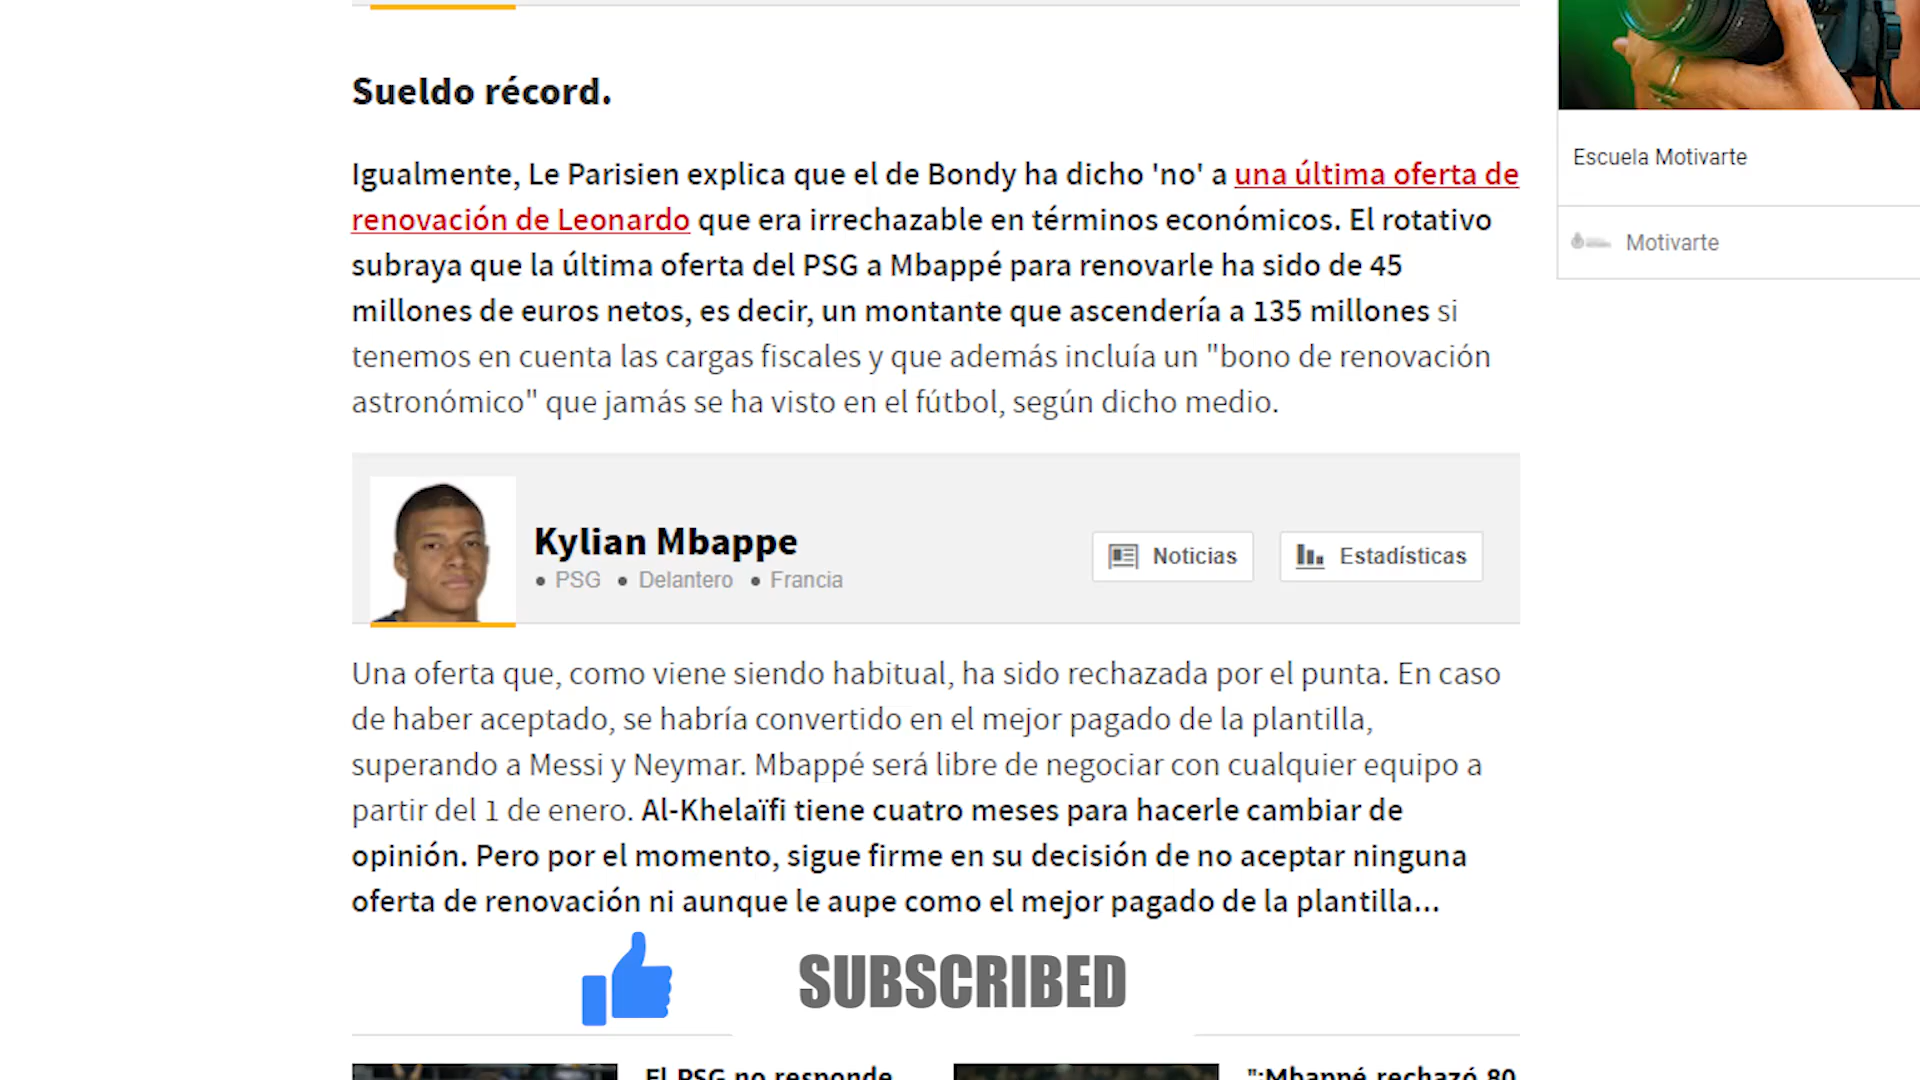 Sueldo récord.
Igualmente, Le Parisien explica que el de Bondy ha dicho 'no' a una última oferta de
renovación de Leonardo que era irrechazable en términos económicos. El rotativo
subraya que la última oferta del PSG a Mbappé para renovarle ha sido de 45
millones de euros netos, es decir, un montante que ascendería a 135 millones si
tenemos en cuenta las cargas fiscales y que además incluía un "bono de renovación
astronómico" que jamás se ha visto en el fútbol, según dicho medio.
Kylian Mbappe
• PSG • Delantero • Francia
Noticias
Estadísticas
Una oferta que, como viene siendo habitual, ha sido rechazada por el punta. En caso
de haber aceptado, se habría convertido en el mejor pagado de la plantilla,
superando a Messi y Neymar. Mbappé será libre de negociar con cualquier equipo a
partir del 1 de enero. Al-Khelaïfi tiene cuatro meses para hacerle cambiar de
opinión. Pero por el momento, sigue firme en su decisión de no aceptar ninguna
oferta de renovación ni aunque le aupe como el mejor pagado de la plantilla...
SUBSCRIBED
El PSG no responde
":Mbappé rechazó 80
Escuela Motivarte
Motivarte